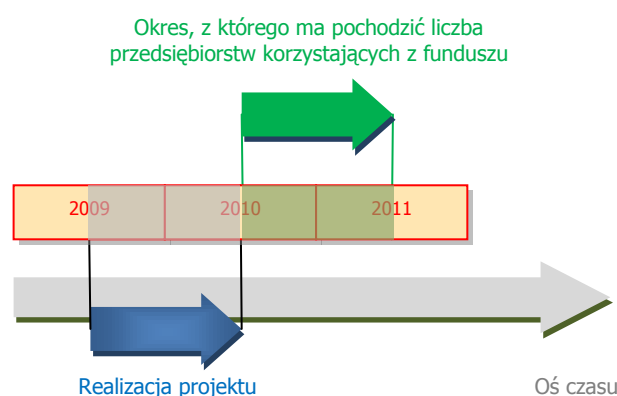 Okres, z którego ma pochodzić liczba
przedsiębiorstw korzystających z funduszu
2009 2010 2011
Realizacja projektu Oś czasu